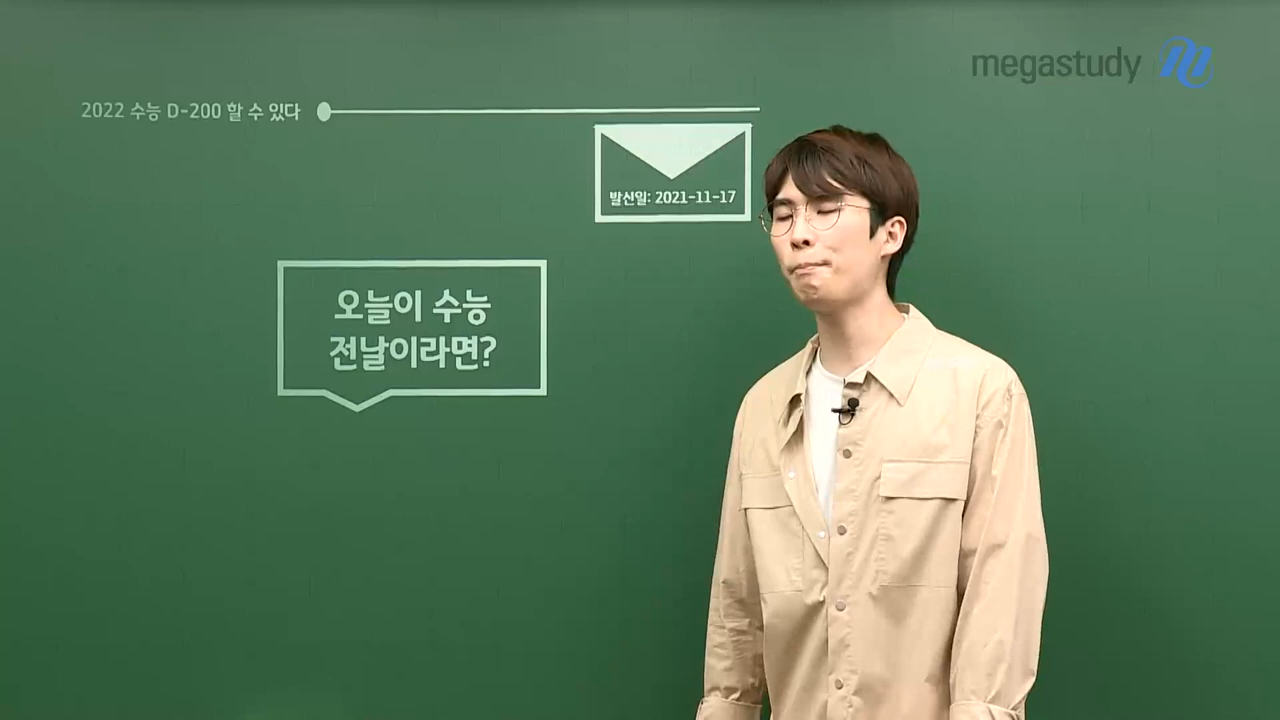 megastudy
2022 수능 D-200 할 수 있다
발신일: 2021-11-17
오늘이 수능
전날이라면?